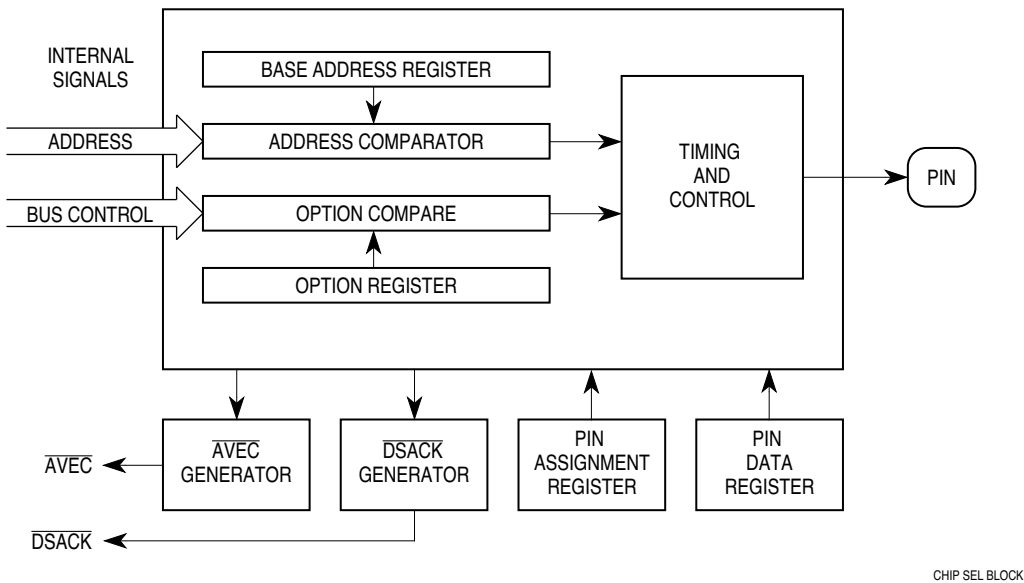 INTERNAL
SIGNALS
BASE ADDRESS REGISTER
ADDRESS
ADDRESS COMPARATOR
BUS CONTROL
OPTION COMPARE
OPTION REGISTER
TIMING
AND
CONTROL
PIN
AVEC
GENERATOR
DSACK
GENERATOR
PIN
ASSIGNMENT
REGISTER
PIN
DATA
REGISTER
AVEC
DSACK
CHIP SEL BLOCK